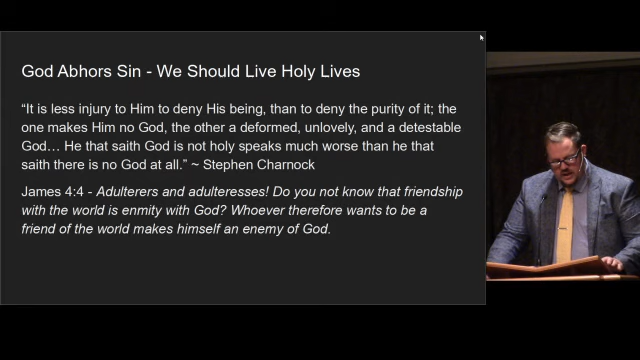 God Abhors Sin - We Should Live Holy Lives
“It is less injury to Him to deny His being, than to deny the purity of it; the
one makes Him no God, the other a deformed, unlovely, and a detestable
God… He that saith God is not holy speaks much worse than he that
saith there is no God at all.” ~ Stephen Charnock
James 4:4 - Adulterers and adulteresses! Do you not know that friendship
with the world is enmity with God? Whoever therefore wants to be a
friend of the world makes himself an enemy of God.